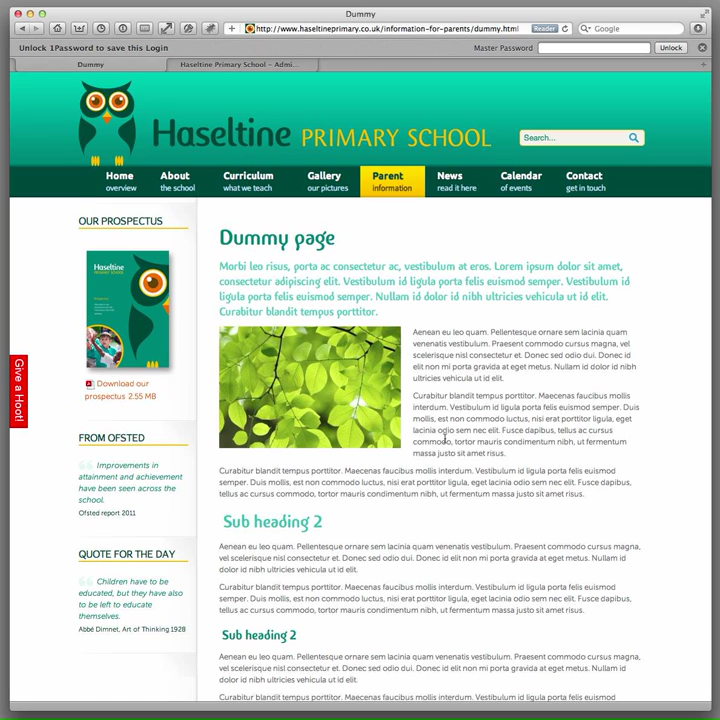 Dummy
http://www.haseltineprimary.co.uk/information-for-parents/dummy.html
Reader
Google
Unlock 1Password to save this Login
Master Password
Unlock
Dummy
Haseltine Primary School – Admi...
Haseltine PRIMARY SCHOOL
Search...
Home
overview
About
the school
Curriculum
what we teach
Gallery
our pictures
Parent
information
News
read it here
Calendar
of events
Contact
get in touch
Give a Hoot!
OUR PROSPECTUS
Haseltine
PRIMARY SCHOOL
Download our
prospectus 2.55 MB
FROM OFSTED
Improvements in
attainment and achievement
have been seen across the
school.
Ofsted report 2011
QUOTE FOR THE DAY
Children have to be
educated, but they have also
to be left to educate
themselves.
Abbé Dimnet, Art of Thinking 1928
Dummy page
Morbi leo risus, porta ac consectetur ac, vestibulum at eros. Lorem ipsum dolor sit amet,
consectetur adipiscing elit. Vestibulum id ligula porta felis euismod semper. Vestibulum id
ligula porta felis euismod semper. Nullam id dolor id nibh ultricies vehicula ut id elit.
Curabitur blandit tempus porttitor.
Aenean eu leo quam. Pellentesque ornare sem lacinia quam
venenatis vestibulum. Praesent commodo cursus magna, vel
scelerisque nisl consectetur et. Donec sed odio dui. Donec id
elit non mi porta gravida at eget metus. Nullam id dolor id nibh
ultricies vehicula ut id elit.
Curabitur blandit tempus porttitor. Maecenas faucibus mollis
interdum. Vestibulum id ligula porta felis euismod semper. Duis
mollis, est non commodo luctus, nisi erat porttitor ligula, eget
lacinia odio sem nec elit. Fusce dapibus, tellus ac cursus
commodo, tortor mauris condimentum nibh, ut fermentum
massa justo sit amet risus.
Curabitur blandit tempus porttitor. Maecenas faucibus mollis interdum. Vestibulum id ligula porta felis euismod
semper. Duis mollis, est non commodo luctus, nisi erat porttitor ligula, eget lacinia odio sem nec elit. Fusce dapibus,
tellus ac cursus commodo, tortor mauris condimentum nibh, ut fermentum massa justo sit amet risus.
Sub heading 2
Aenean eu leo quam. Pellentesque ornare sem lacinia quam venenatis vestibulum. Praesent commodo cursus magna,
vel scelerisque nisl consectetur et. Donec sed odio dui. Donec id elit non mi porta gravida at eget metus. Nullam id
dolor id nibh ultricies vehicula ut id elit.
Curabitur blandit tempus porttitor. Maecenas faucibus mollis interdum. Vestibulum id ligula porta felis euismod
semper. Duis mollis, est non commodo luctus, nisi erat porttitor ligula, eget lacinia odio sem nec elit. Fusce dapibus,
tellus ac cursus commodo, tortor mauris condimentum nibh, ut fermentum massa justo sit amet risus.
Sub heading 2
Aenean eu leo quam. Pellentesque ornare sem lacinia quam venenatis vestibulum. Praesent commodo cursus magna,
vel scelerisque nisl consectetur et. Donec sed odio dui. Donec id elit non mi porta gravida at eget metus. Nullam id
dolor id nibh ultricies vehicula ut id elit.
Curabitur blandit tempus porttitor. Maecenas faucibus mollis interdum. Vestibulum id ligula porta felis euismod